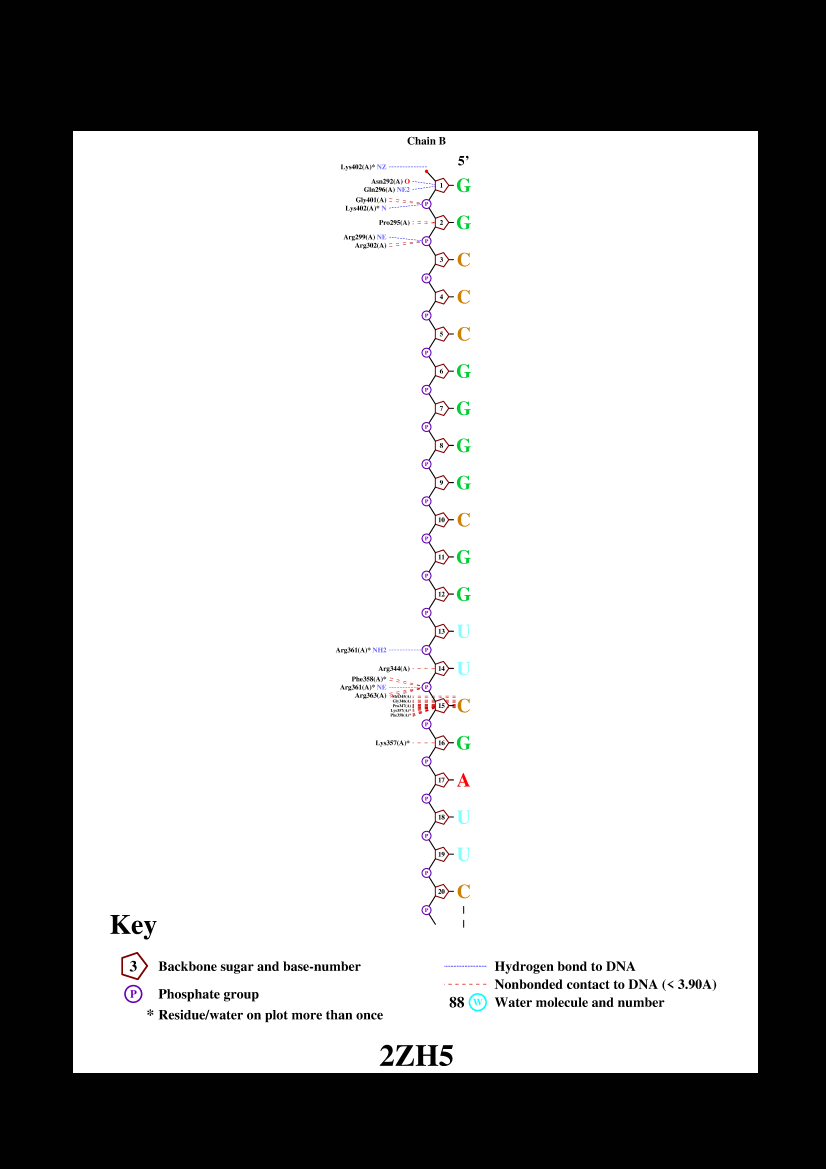 Chain B
5'
Lys402(A)* NZ
Asn292(A) O
1 G
Gln296(A) NE2
Gly401(A)
P
Lys402(A)* N
Pro295(A) 2 G
Arg299(A) NE
P
Arg302(A)
3 C
P
4 C
P
5 C
P
6 G
P
7 G
P
8 G
P
9 G
P
10 C
P
11 G
P
12 G
P
13 U
Arg361(A)* NH2 P
Arg344(A) 14 U
Phe358(A)*
Arg361(A)* NE P
Arg363(A)
15 C
Lys357(A)*
Phe358(A)*
P
Lys357(A)* 16 G
P
17 A
P
18 U
P
19 U
P
20 C
P
Key
3 Backbone sugar and base-number
P Phosphate group
* Residue/water on plot more than once
Hydrogen bond to DNA
Nonbonded contact to DNA (< 3.90A)
88 W Water molecule and number
2ZH5